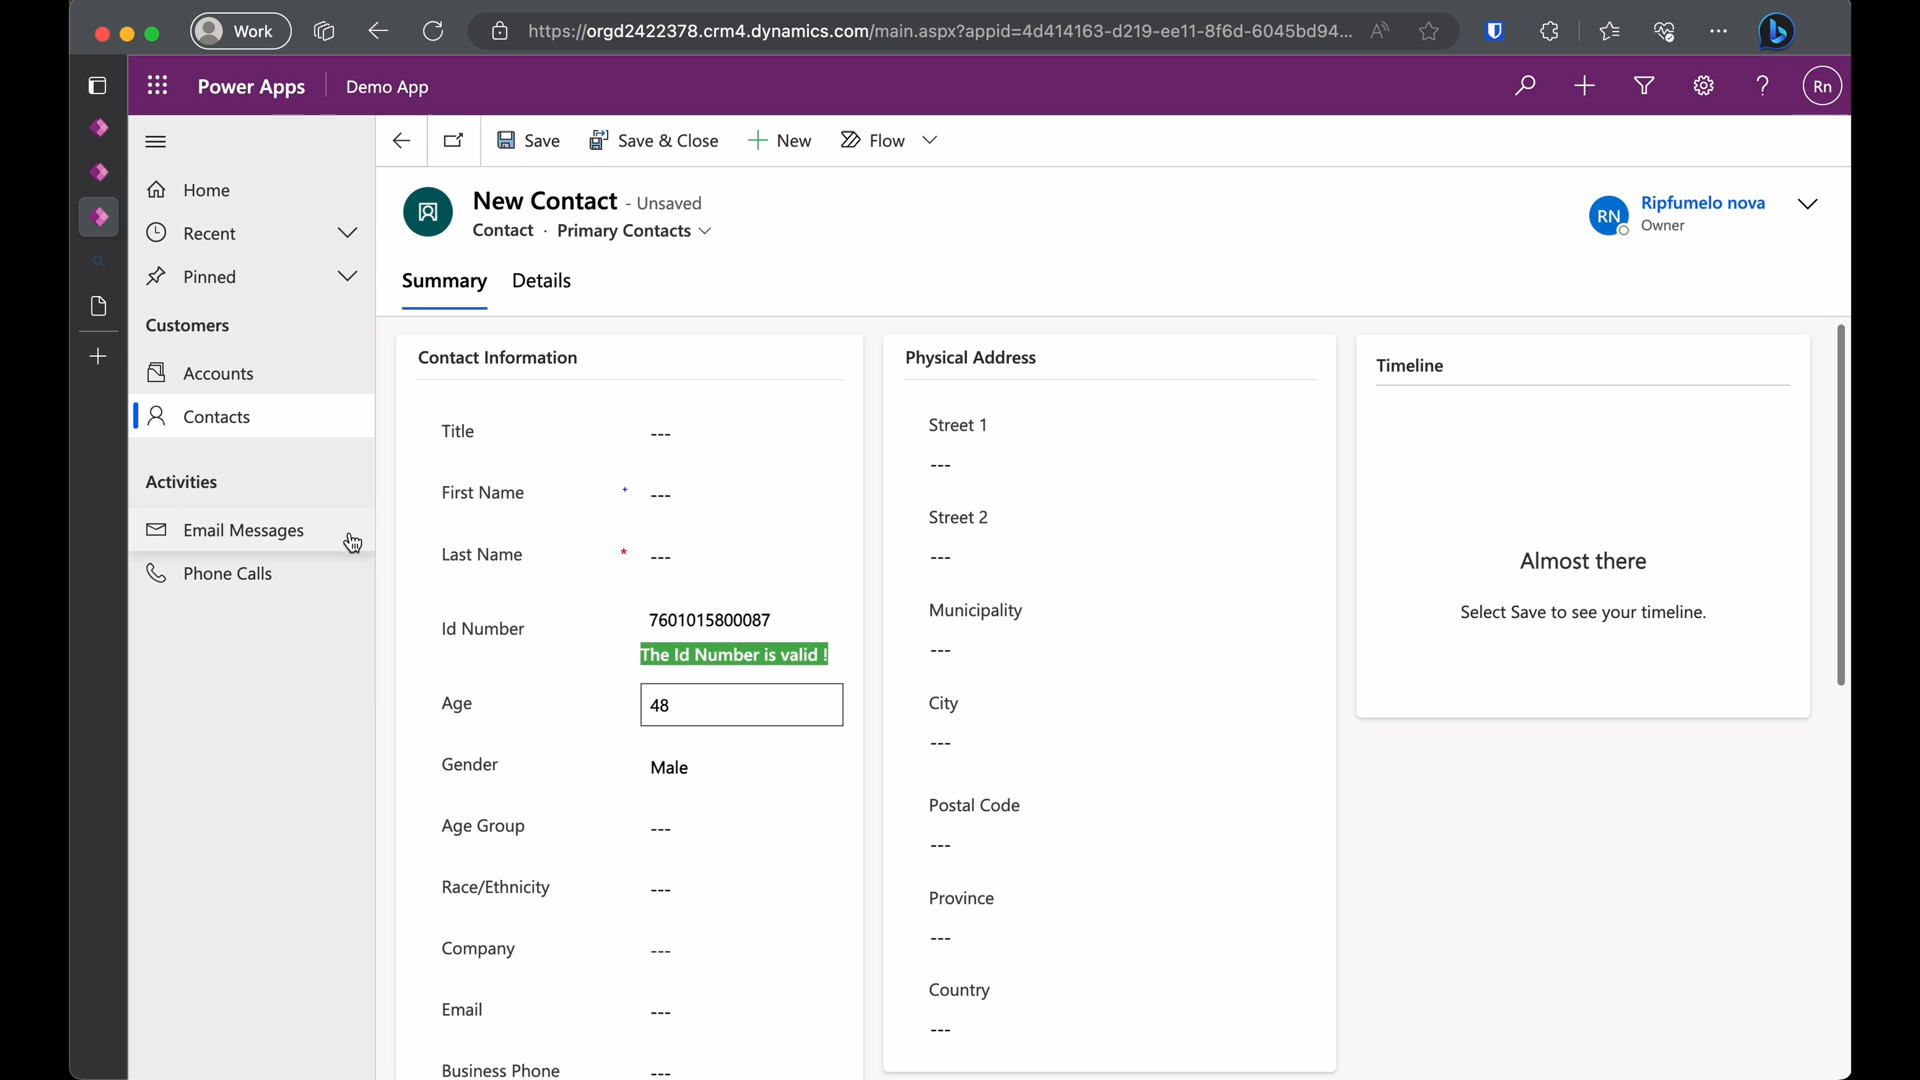 Work
https://orgd2422378.crm4.dynamics.com/main.aspx?appid=4d414163-d219-ee11-8f6d-6045bd94...
Power Apps
Demo App
Rn
Save
Save & Close
New
Flow
Home
Recent
Pinned
Customers
Accounts
Contacts
Activities
Email Messages
Phone Calls
New Contact - Unsaved
Contact · Primary Contacts
RN
Ripfumelo nova
Owner
Summary
Details
Contact Information
Title ---
First Name + ---
Last Name * ---
Id Number 7601015800087
The Id Number is valid !
Age 48
Gender Male
Age Group ---
Race/Ethnicity ---
Company ---
Email ---
Business Phone ---
Physical Address
Street 1
---
Street 2
---
Municipality
---
City
---
Postal Code
---
Province
---
Country
---
Timeline
Almost there
Select Save to see your timeline.